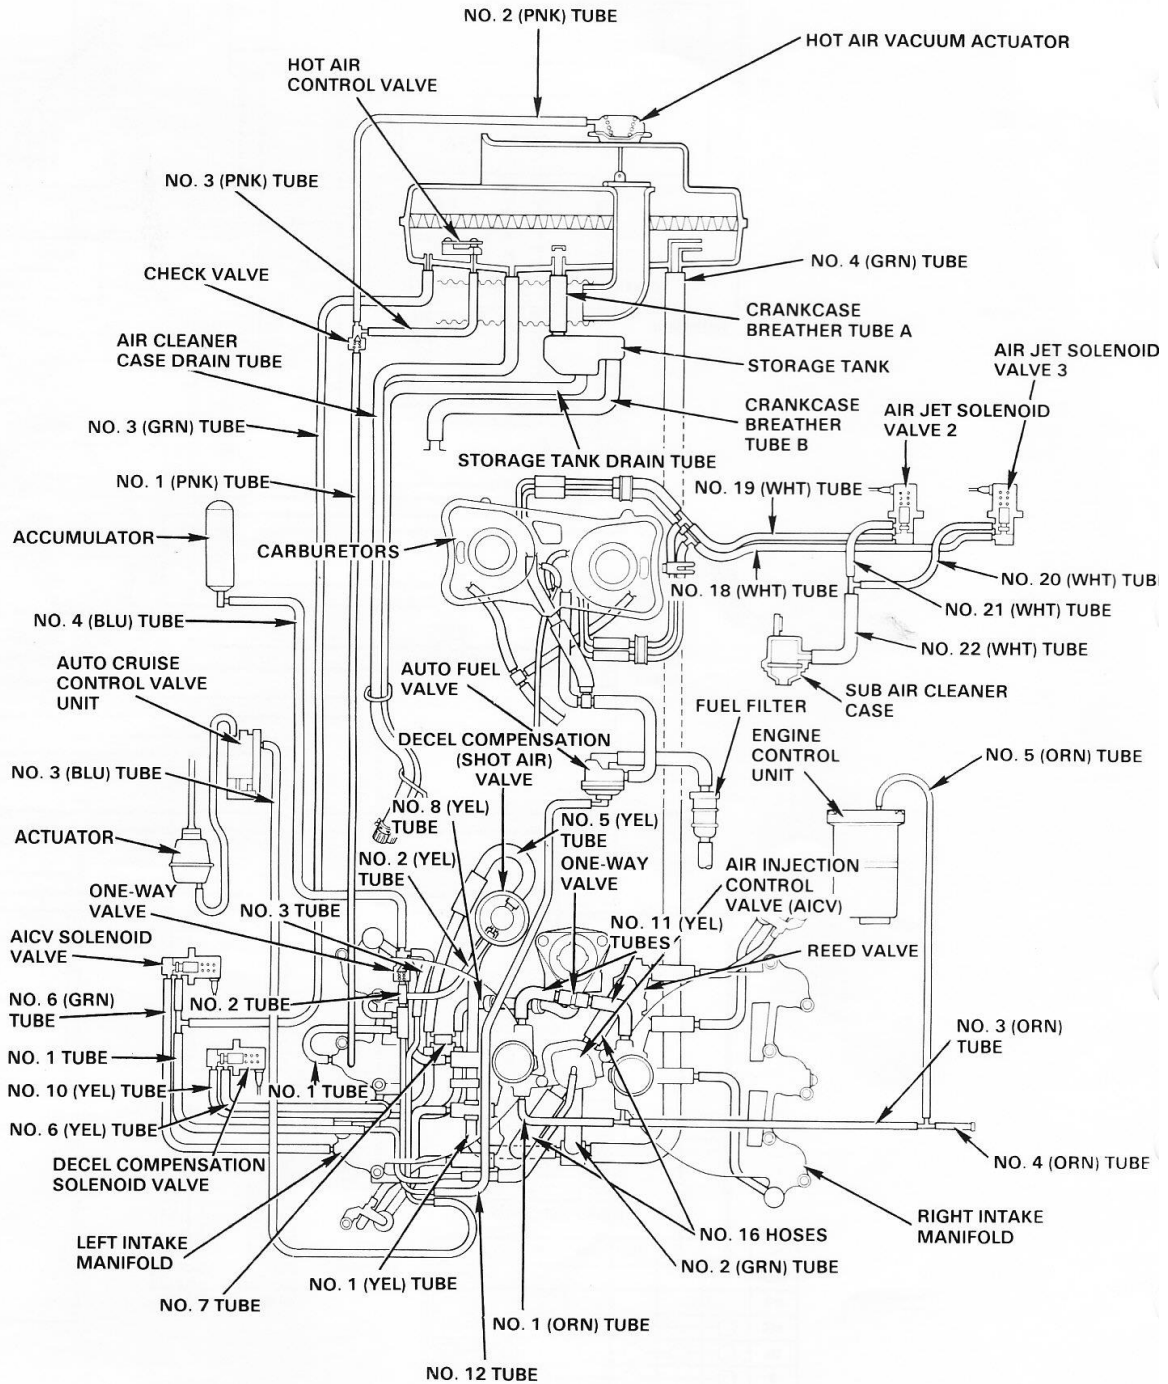 NO. 2 (PNK) TUBE
HOT AIR VACUUM ACTUATOR
HOT AIR
CONTROL VALVE
NO. 3 (PNK) TUBE
CHECK VALVE
NO. 4 (GRN) TUBE
CRANKCASE
BREATHER TUBE A
AIR CLEANER
CASE DRAIN TUBE
STORAGE TANK
AIR JET SOLENOID
VALVE 3
CRANKCASE
BREATHER
TUBE B
AIR JET SOLENOID
VALVE 2
NO. 3 (GRN) TUBE
STORAGE TANK DRAIN TUBE
NO. 1 (PNK) TUBE
NO. 19 (WHT) TUBE
ACCUMULATOR
CARBURETORS
NO. 18 (WHT) TUBE
NO. 20 (WHT) TUB
NO. 21 (WHT) TUBE
NO. 4 (BLU) TUBE
NO. 22 (WHT) TUBE
AUTO CRUISE
CONTROL VALVE
UNIT
AUTO FUEL
VALVE
SUB AIR CLEANER
CASE
FUEL FILTER
DECEL COMPENSATION
(SHOT AIR)
VALVE
ENGINE
CONTROL
UNIT
NO. 5 (ORN) TUBE
NO. 3 (BLU) TUBE
NO. 8 (YEL)
TUBE
NO. 5 (YEL)
TUBE
ACTUATOR
NO. 2 (YEL)
TUBE
ONE-WAY
VALVE
AIR INJECTION
CONTROL
VALVE (AICV)
ONE-WAY
VALVE
NO. 3 TUBE
NO. 11 (YEL)
TUBES
AICV SOLENOID
VALVE
REED VALVE
NO. 6 (GRN)
TUBE
NO. 2 TUBE
NO. 3 (ORN)
TUBE
NO. 1 TUBE
NO. 10 (YEL) TUBE
NO. 1 TUBE
NO. 6 (YEL) TUBE
DECEL COMPENSATION
SOLENOID VALVE
NO. 4 (ORN) TUBE
LEFT INTAKE
MANIFOLD
NO. 16 HOSES
RIGHT INTAKE
MANIFOLD
NO. 2 (GRN) TUBE
NO. 1 (YEL) TUBE
NO. 7 TUBE
NO. 1 (ORN) TUBE
NO. 12 TUBE